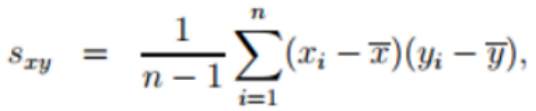 $s_{xy} = \frac{1}{n-1} \sum_{i=1}^{n} (x_i - \overline{x})(y_i - \overline{y}),$